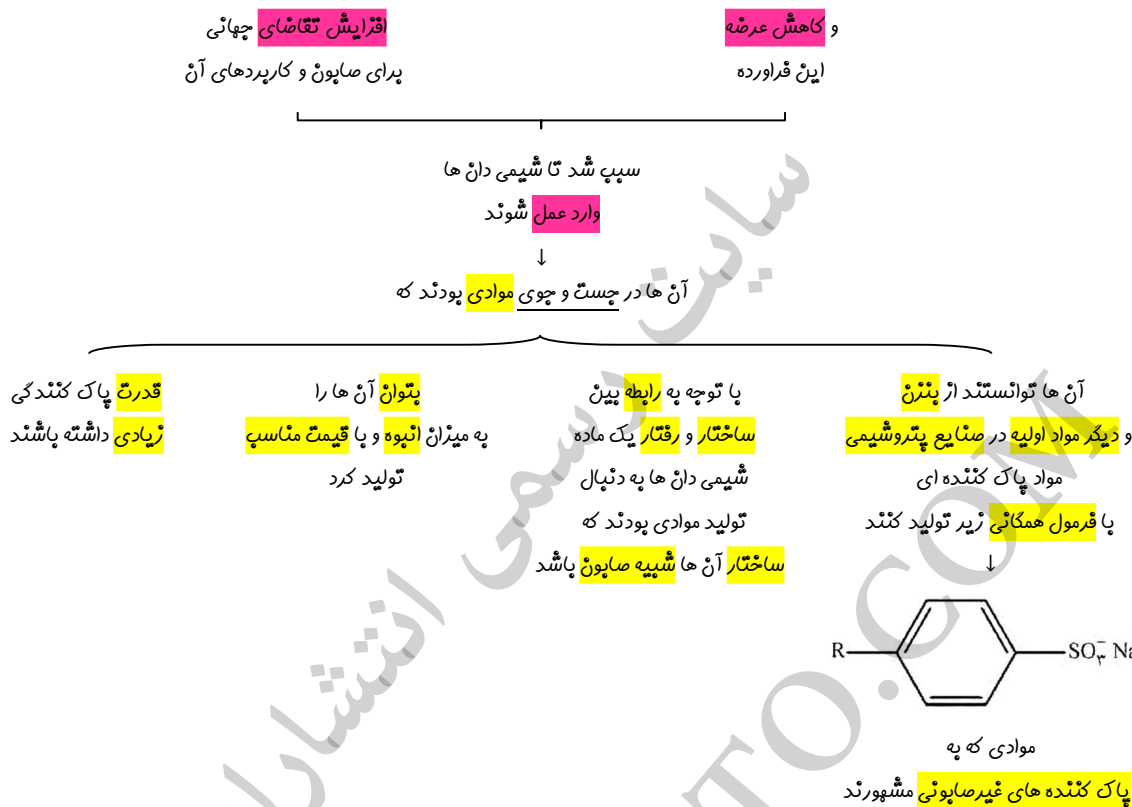 افزایش تقاضای جهانی
برای صابون و کاربردهای آن
و کاهش عرضه
این فراورده
سبب شد تا شیمی دان ها
وارد عمل شوند
↓
آن ها در جست و جوی موادی بودند که
آن ها توانستند از بنزن
و دیگر مواد اولیه در صنایع پتروشیمی
مواد پاک کننده ای
با فرمول همگانی زیر تولید کنند
↓
R
SO₃⁻ Na
موادی که به
پاک کننده های غیرصابونی مشهورند
با توجه به رابطه بین
ساختار و رفتار یک ماده
شیمی دان ها به دنبال
تولید موادی بودند که
ساختار آن ها شبیه صابون باشد
بتوان آن ها را
به میزان انبوه و با قیمت مناسب
تولید کرد
قدرت پاک کنندگی
زیادی داشته باشند
سایت رسمی انتشارا
TO.COM